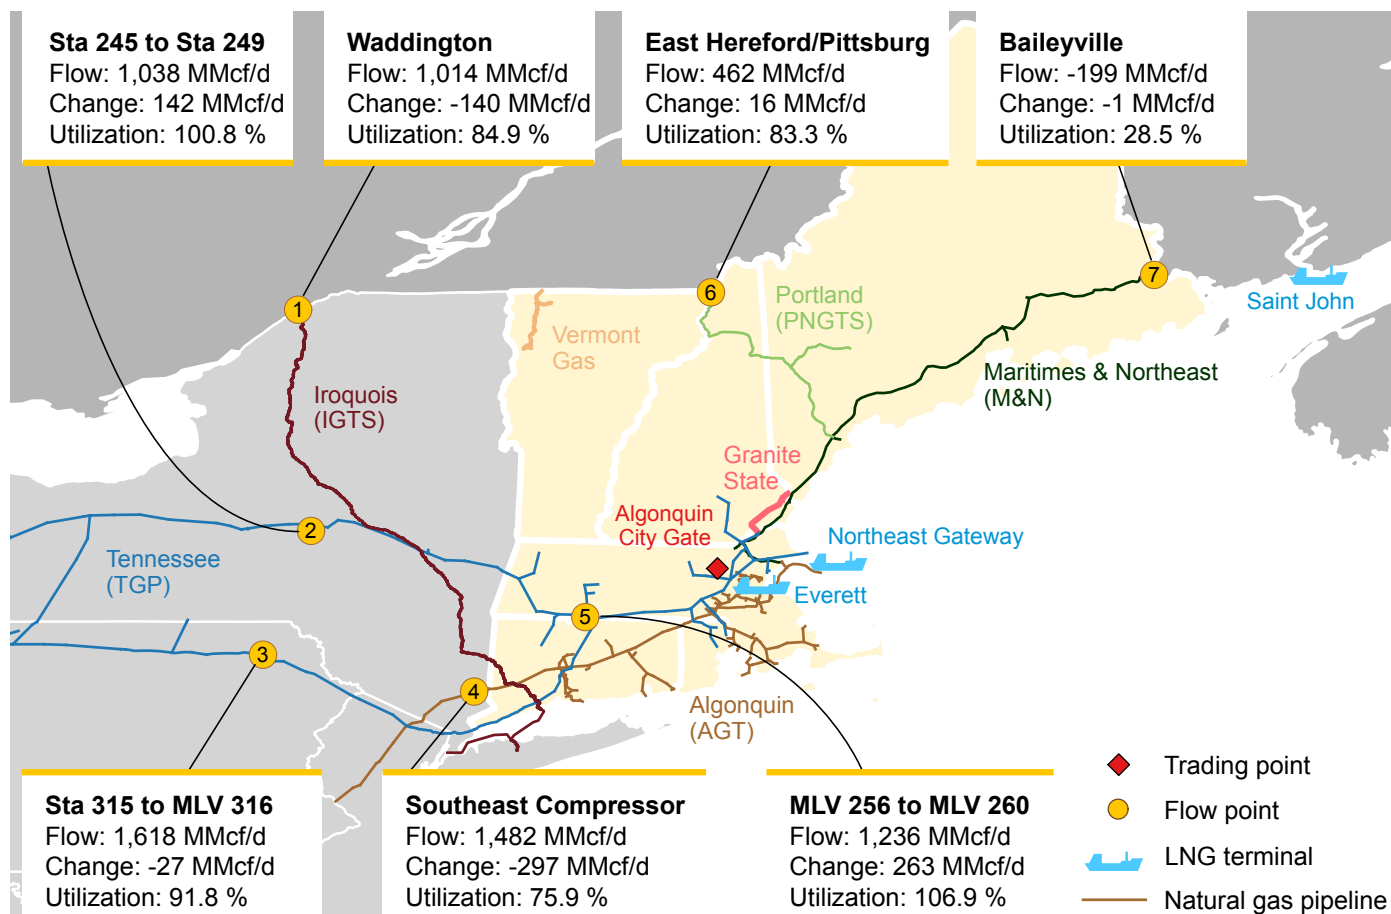 Sta 245 to Sta 249
Flow: 1,038 MMcf/d
Change: 142 MMcf/d
Utilization: 100.8 %
Waddington
Flow: 1,014 MMcf/d
Change: -140 MMcf/d
Utilization: 84.9 %
East Hereford/Pittsburg
Flow: 462 MMcf/d
Change: 16 MMcf/d
Utilization: 83.3 %
Baileyville
Flow: -199 MMcf/d
Change: -1 MMcf/d
Utilization: 28.5 %
7
6
1
Saint John
Portland
(PNGTS)
Vermont
Gas
Maritimes & Northeast
(M&N)
Iroquois
(IGTS)
Granite
State
Algonquin
City Gate
2
Northeast Gateway
Tennessee
(TGP)
Everett
5
3
4
Algonquin
(AGT)
Sta 315 to MLV 316
Flow: 1,618 MMcf/d
Change: -27 MMcf/d
Utilization: 91.8 %
Southeast Compressor
Flow: 1,482 MMcf/d
Change: -297 MMcf/d
Utilization: 75.9 %
MLV 256 to MLV 260
Flow: 1,236 MMcf/d
Change: 263 MMcf/d
Utilization: 106.9 %
Trading point
Flow point
LNG terminal
Natural gas pipeline